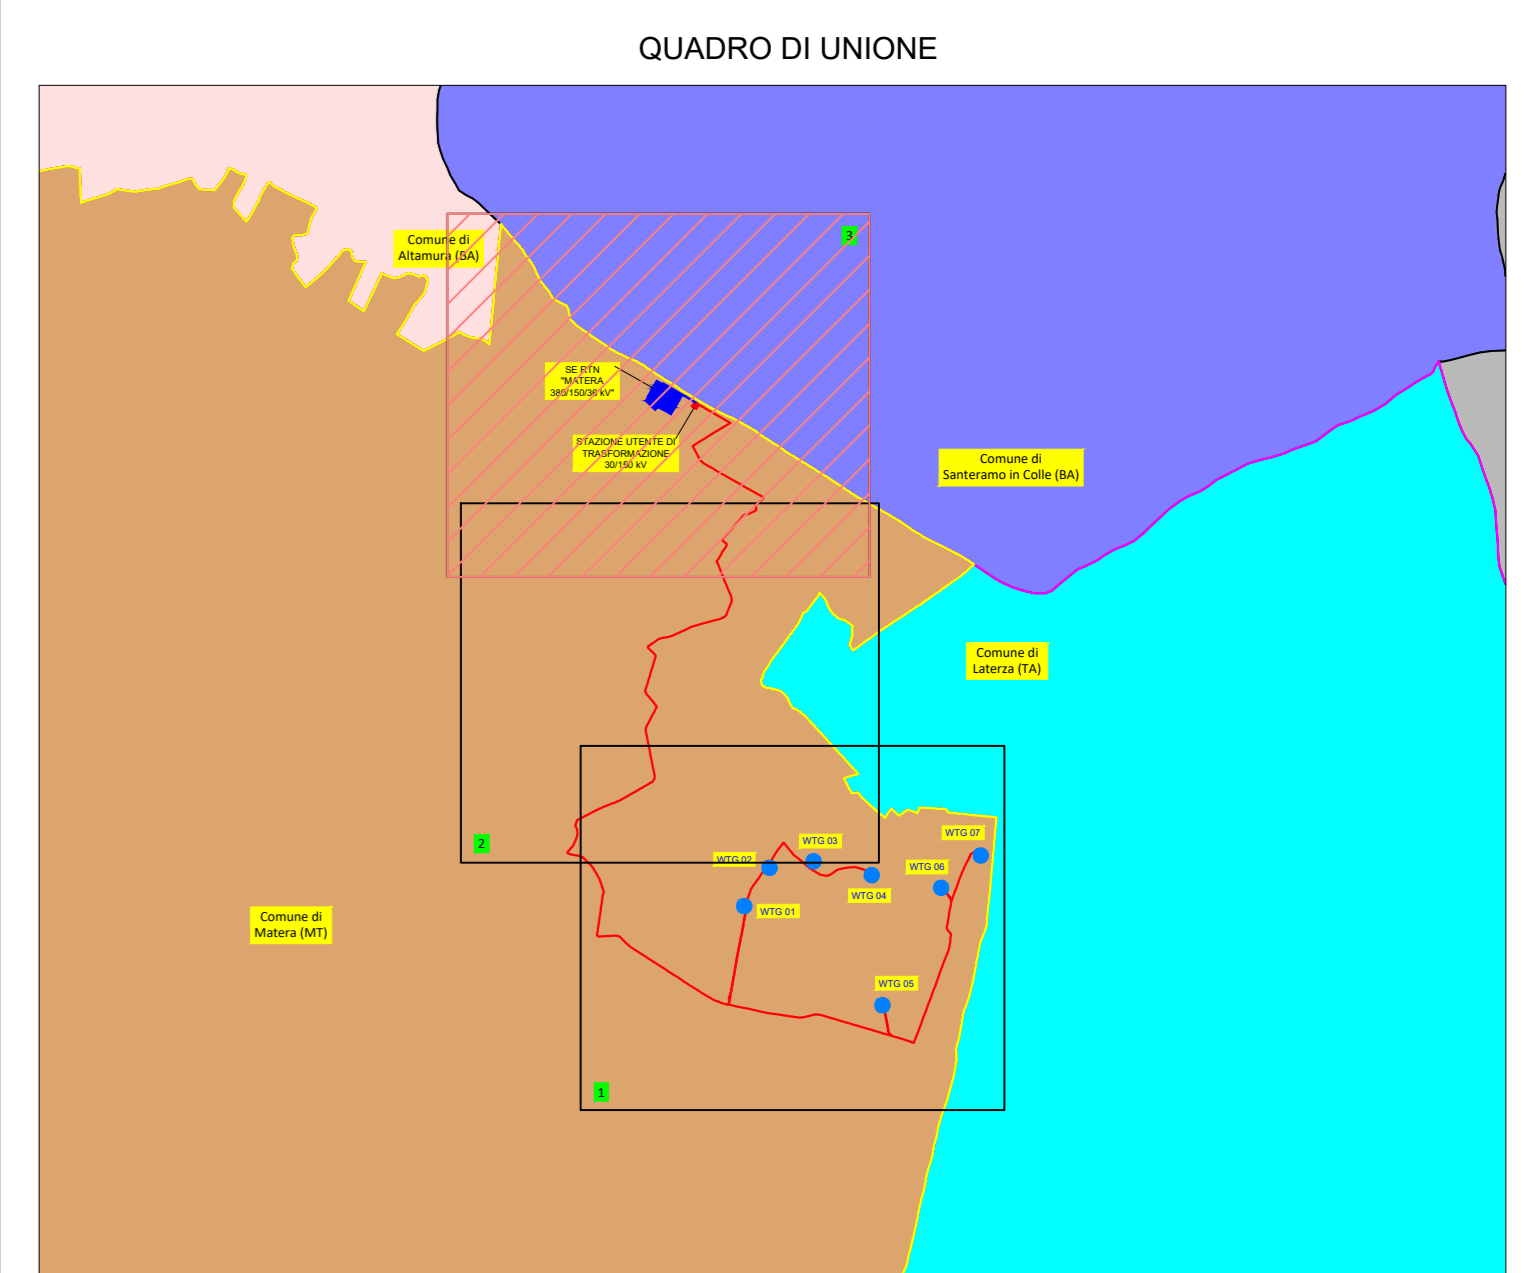 QUADRO DI UNIONE
3
Comune di
Altamura (BA)
SE RTN
"MATERA
380/150/36 kV"
STAZIONE UTENTE DI
TRASFORMAZIONE
30/150 kV
Comune di
Santeramo in Colle (BA)
Comune di
Laterza (TA)
2
WTG 03
WTG 07
WTG 02
WTG 06
WTG 04
WTG 01
Comune di
Matera (MT)
WTG 05
1